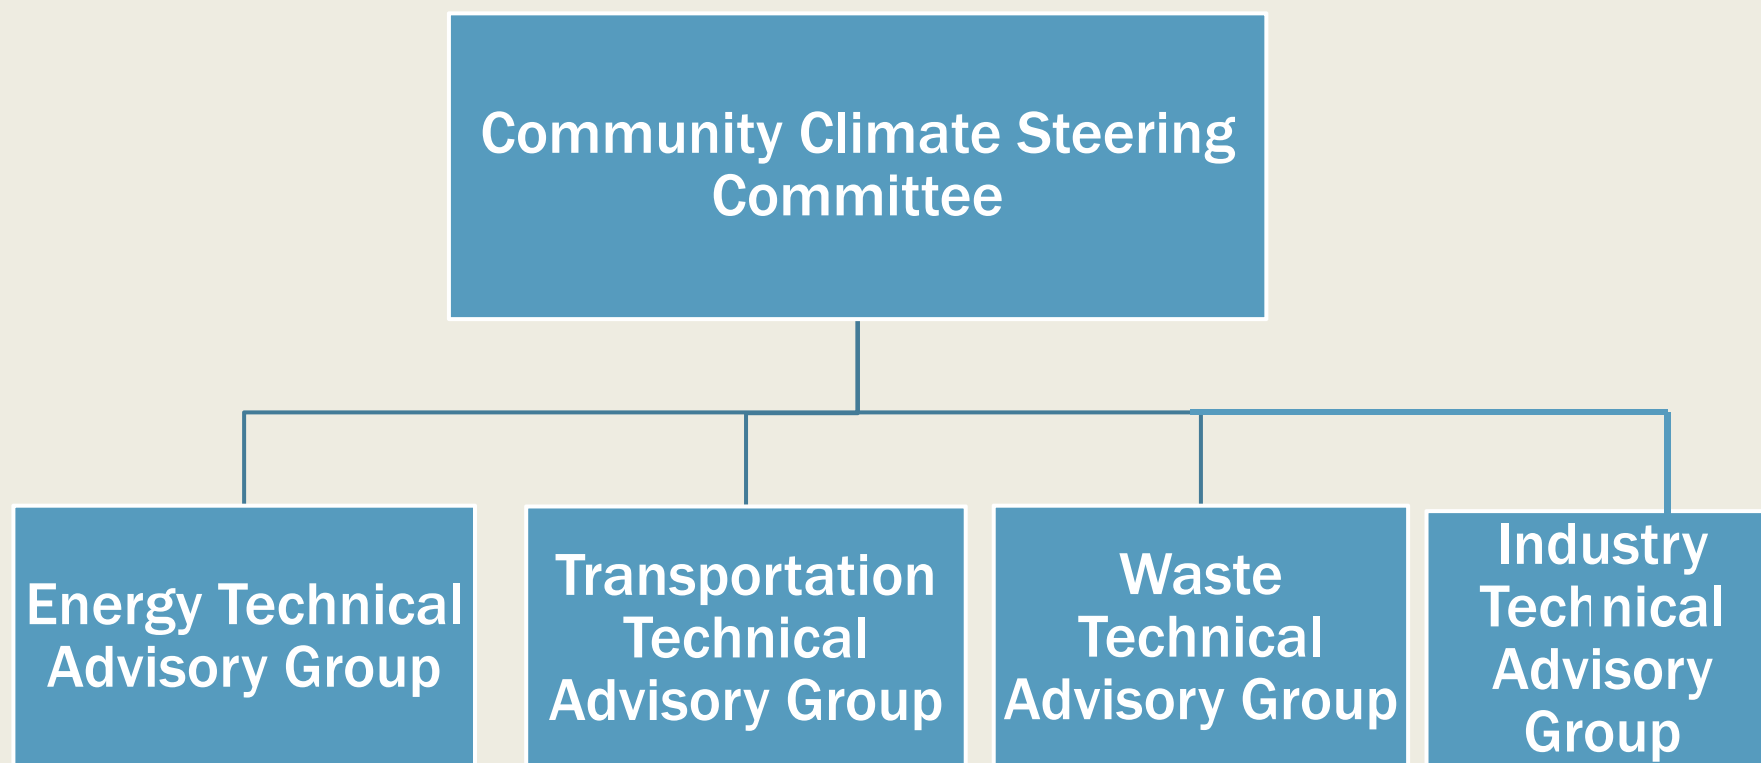 Community Climate Steering
Committee
Energy Technical
Advisory Group
Transportation
Technical
Advisory Group
Waste
Technical
Advisory Group
Industry
Technical
Advisory
Group